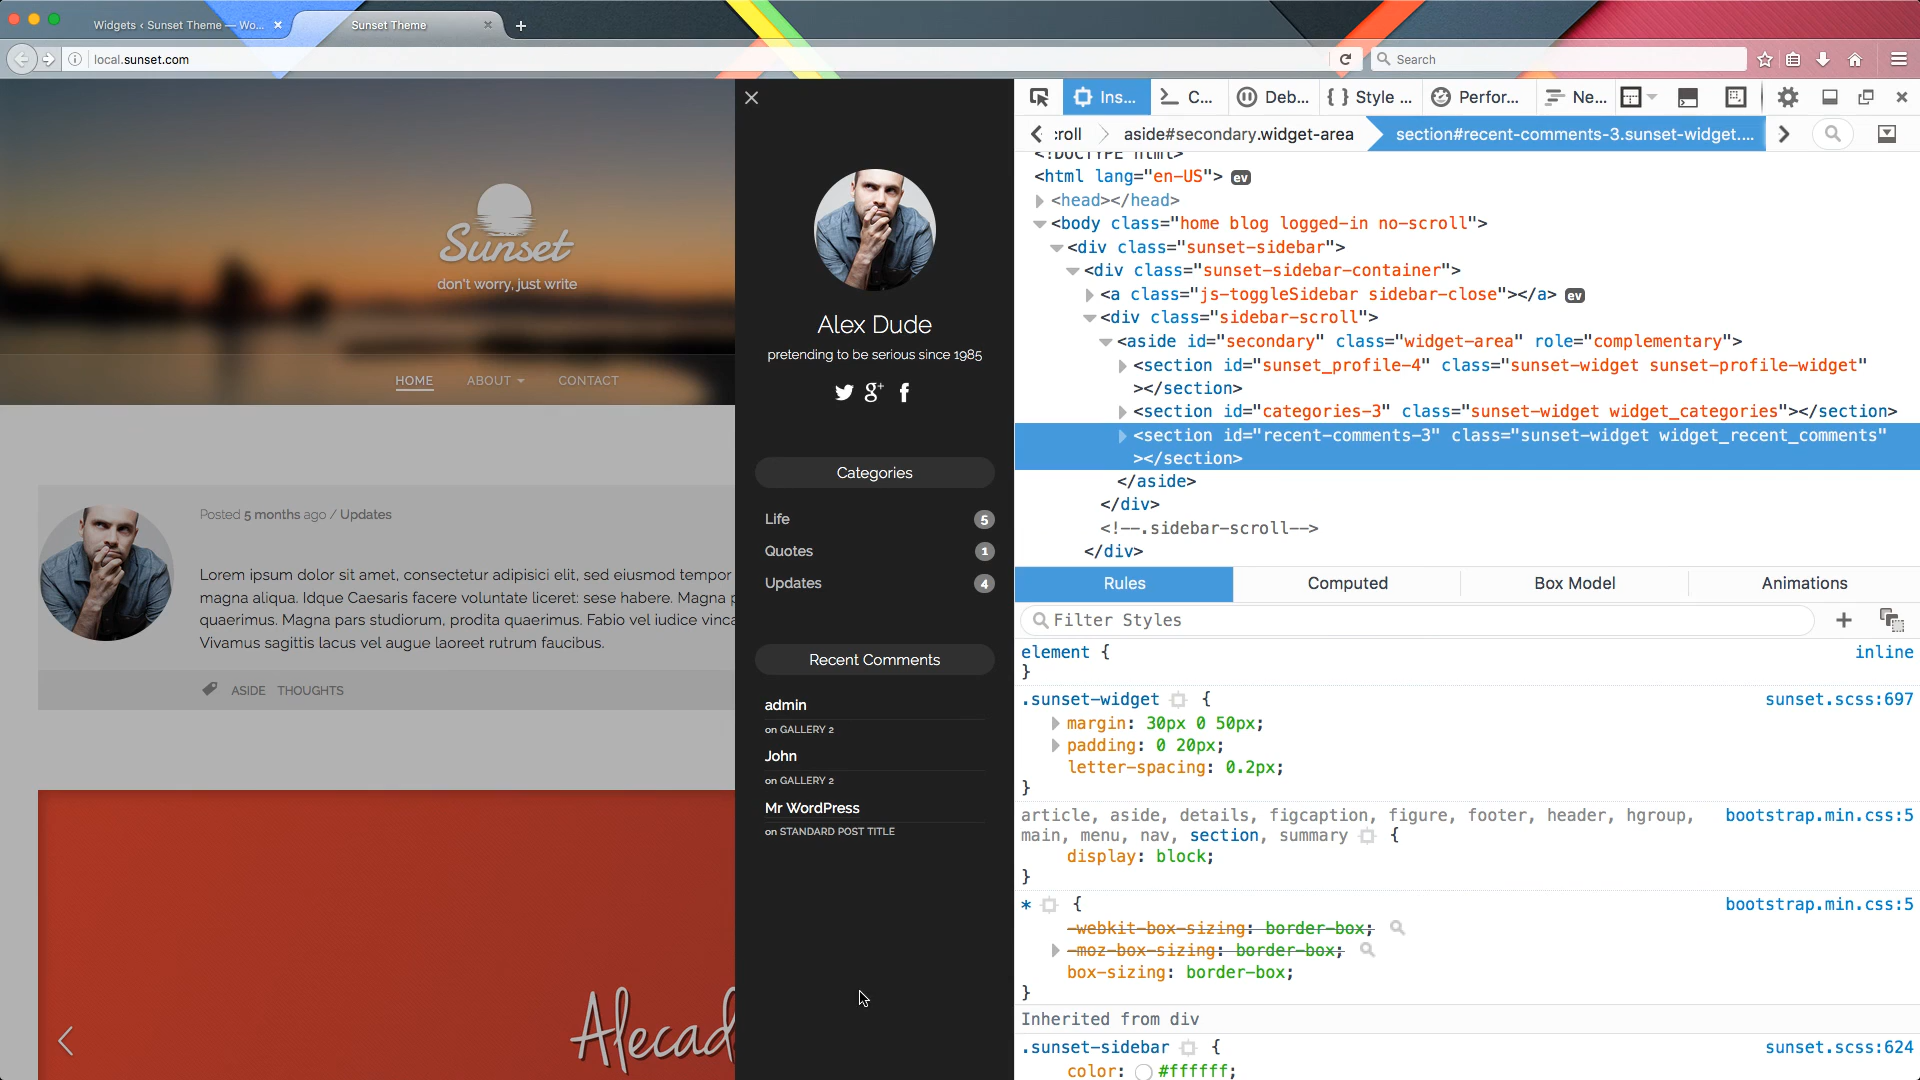 Widgets ‹ Sunset Theme — Wo...
Sunset Theme
local.sunset.com
Search
Sunset
don't worry, just write
HOME ABOUT CONTACT
Posted 5 months ago / Updates
Lorem ipsum dolor sit amet, consectetur adipisici elit, sed eiusmod tempor
magna aliqua. Idque Caesaris facere voluntate liceret: sese habere. Magna p
quaerimus. Magna pars studiorum, prodita quaerimus. Fabio vel iudice vinca
Vivamus sagittis lacus vel augue laoreet rutrum faucibus.
ASIDE THOUGHTS
Alecad
Alex Dude
pretending to be serious since 1985
Categories
Life 5
Quotes 1
Updates 4
Recent Comments
admin
on GALLERY 2
John
on GALLERY 2
Mr WordPress
on STANDARD POST TITLE
Ins... C... Deb... { } Style ... Perfor... Ne...
:roll aside#secondary.widget-area section#recent-comments-3.sunset-widget....
<!DOCTYPE html>
<html lang="en-US"> ev
<head></head>
<body class="home blog logged-in no-scroll">
<div class="sunset-sidebar">
<div class="sunset-sidebar-container">
<a class="js-toggleSidebar sidebar-close"></a> ev
<div class="sidebar-scroll">
<aside id="secondary" class="widget-area" role="complementary">
<section id="sunset_profile-4" class="sunset-widget sunset-profile-widget"
></section>
<section id="categories-3" class="sunset-widget widget_categories"></section>
<section id="recent-comments-3" class="sunset-widget widget_recent_comments"
></section>
</aside>
</div>
<!--.sidebar-scroll-->
</div>
Rules Computed Box Model Animations
Filter Styles
element { inline
}
.sunset-widget { sunset.scss:697
margin: 30px 0 50px;
padding: 0 20px;
letter-spacing: 0.2px;
}
article, aside, details, figcaption, figure, footer, header, hgroup, bootstrap.min.css:5
main, menu, nav, section, summary {
display: block;
}
* { bootstrap.min.css:5
-webkit-box-sizing: border-box;
-moz-box-sizing: border-box;
box-sizing: border-box;
}
Inherited from div
.sunset-sidebar { sunset.scss:624
color: #ffffff;